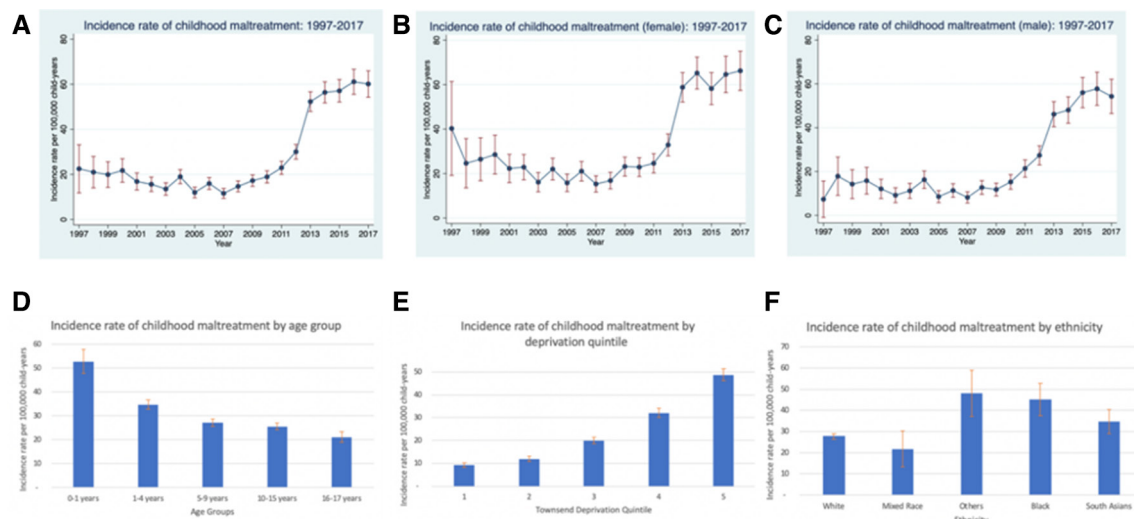 A
Incidence rate of childhood maltreatment: 1997-2017
Incidence rate per 100,000 child-years
80
60
40
20
0
1997 1999 2001 2003 2005 2007 2009 2011 2013 2015 2017
Year
B
Incidence rate of childhood maltreatment (female): 1997-2017
Incidence rate per 100,000 child-years
80
60
40
20
0
1997 1999 2001 2003 2005 2007 2009 2011 2013 2015 2017
Year
C
Incidence rate of childhood maltreatment (male): 1997-2017
Incidence rate per 100,000 child-years
80
60
40
20
0
1997 1999 2001 2003 2005 2007 2009 2011 2013 2015 2017
Year
D
Incidence rate of childhood maltreatment by age group
Incidence rate per 100,000 child-years
60
50
40
30
20
10
-
0-1 years 1-4 years 5-9 years 10-15 years 16-17 years
Age Groups
E
Incidence rate of childhood maltreatment by
deprivation quintile
Incidence rate per 100,000 child-years
50
40
30
20
10
-
1 2 3 4 5
Townsend Deprivation Quintile
F
Incidence rate of childhood maltreatment by ethnicity
Incidence rate per 100,000 child-years
70
60
50
40
30
20
10
-
White Mixed Race Others Black South Asians